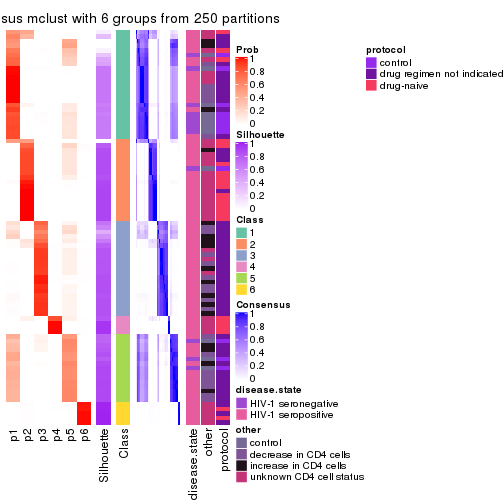 sus mclust with 6 groups from 250 partitions
Prob
1
0.8
0.6
0.4
0.2
0
Silhouette
1
0.8
0.6
0.4
0.2
0
Class
1
2
3
4
5
6
Consensus
1
0.8
0.6
0.4
0.2
0
disease.state
HIV-1 seronegative
HIV-1 seropositive
other
control
decrease in CD4 cells
increase in CD4 cells
unknown CD4 cell status
protocol
control
drug regimen not indicated
drug-naive
p1
p2
p3
p4
p5
p6
Silhouette
Class
disease.state
other
protocol